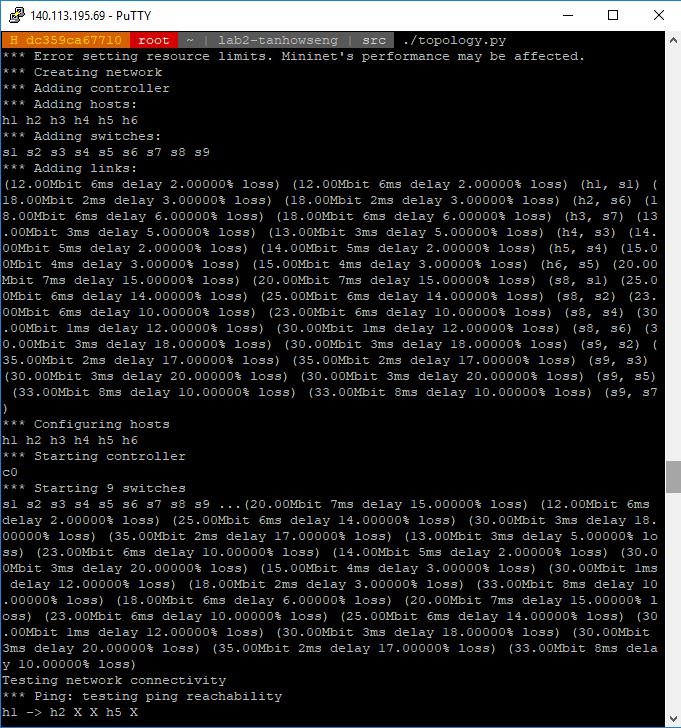 140.113.195.69 - PuTTY
H dc359ca67710 root ~ | lab2-tanhowseng | src ./topology.py
*** Error setting resource limits. Mininet's performance may be affected.
*** Creating network
*** Adding controller
*** Adding hosts:
h1 h2 h3 h4 h5 h6
*** Adding switches:
s1 s2 s3 s4 s5 s6 s7 s8 s9
*** Adding links:
(12.00Mbit 6ms delay 2.00000% loss) (12.00Mbit 6ms delay 2.00000% loss) (h1, s1) (
18.00Mbit 2ms delay 3.00000% loss) (18.00Mbit 2ms delay 3.00000% loss) (h2, s6) (1
8.00Mbit 6ms delay 6.00000% loss) (18.00Mbit 6ms delay 6.00000% loss) (h3, s7) (13
.00Mbit 3ms delay 5.00000% loss) (13.00Mbit 3ms delay 5.00000% loss) (h4, s3) (14.
00Mbit 5ms delay 2.00000% loss) (14.00Mbit 5ms delay 2.00000% loss) (h5, s4) (15.0
0Mbit 4ms delay 3.00000% loss) (15.00Mbit 4ms delay 3.00000% loss) (h6, s5) (20.00
Mbit 7ms delay 15.00000% loss) (20.00Mbit 7ms delay 15.00000% loss) (s8, s1) (25.0
0Mbit 6ms delay 14.00000% loss) (25.00Mbit 6ms delay 14.00000% loss) (s8, s2) (23.
00Mbit 6ms delay 10.00000% loss) (23.00Mbit 6ms delay 10.00000% loss) (s8, s4) (30
.00Mbit 1ms delay 12.00000% loss) (30.00Mbit 1ms delay 12.00000% loss) (s8, s6) (3
0.00Mbit 3ms delay 18.00000% loss) (30.00Mbit 3ms delay 18.00000% loss) (s9, s2) (
35.00Mbit 2ms delay 17.00000% loss) (35.00Mbit 2ms delay 17.00000% loss) (s9, s3)
(30.00Mbit 3ms delay 20.00000% loss) (30.00Mbit 3ms delay 20.00000% loss) (s9, s5)
(33.00Mbit 8ms delay 10.00000% loss) (33.00Mbit 8ms delay 10.00000% loss) (s9, s7
)
*** Configuring hosts
h1 h2 h3 h4 h5 h6
*** Starting controller
c0
*** Starting 9 switches
s1 s2 s3 s4 s5 s6 s7 s8 s9 ...(20.00Mbit 7ms delay 15.00000% loss) (12.00Mbit 6ms
delay 2.00000% loss) (25.00Mbit 6ms delay 14.00000% loss) (30.00Mbit 3ms delay 18.
00000% loss) (35.00Mbit 2ms delay 17.00000% loss) (13.00Mbit 3ms delay 5.00000% lo
ss) (23.00Mbit 6ms delay 10.00000% loss) (14.00Mbit 5ms delay 2.00000% loss) (30.0
0Mbit 3ms delay 20.00000% loss) (15.00Mbit 4ms delay 3.00000% loss) (30.00Mbit 1ms
delay 12.00000% loss) (18.00Mbit 2ms delay 3.00000% loss) (33.00Mbit 8ms delay 10
.00000% loss) (18.00Mbit 6ms delay 6.00000% loss) (20.00Mbit 7ms delay 15.00000% l
oss) (23.00Mbit 6ms delay 10.00000% loss) (25.00Mbit 6ms delay 14.00000% loss) (30
.00Mbit 1ms delay 12.00000% loss) (30.00Mbit 3ms delay 18.00000% loss) (30.00Mbit
3ms delay 20.00000% loss) (35.00Mbit 2ms delay 17.00000% loss) (33.00Mbit 8ms dela
y 10.00000% loss)
Testing network connectivity
*** Ping: testing ping reachability
h1 -> h2 X X h5 X